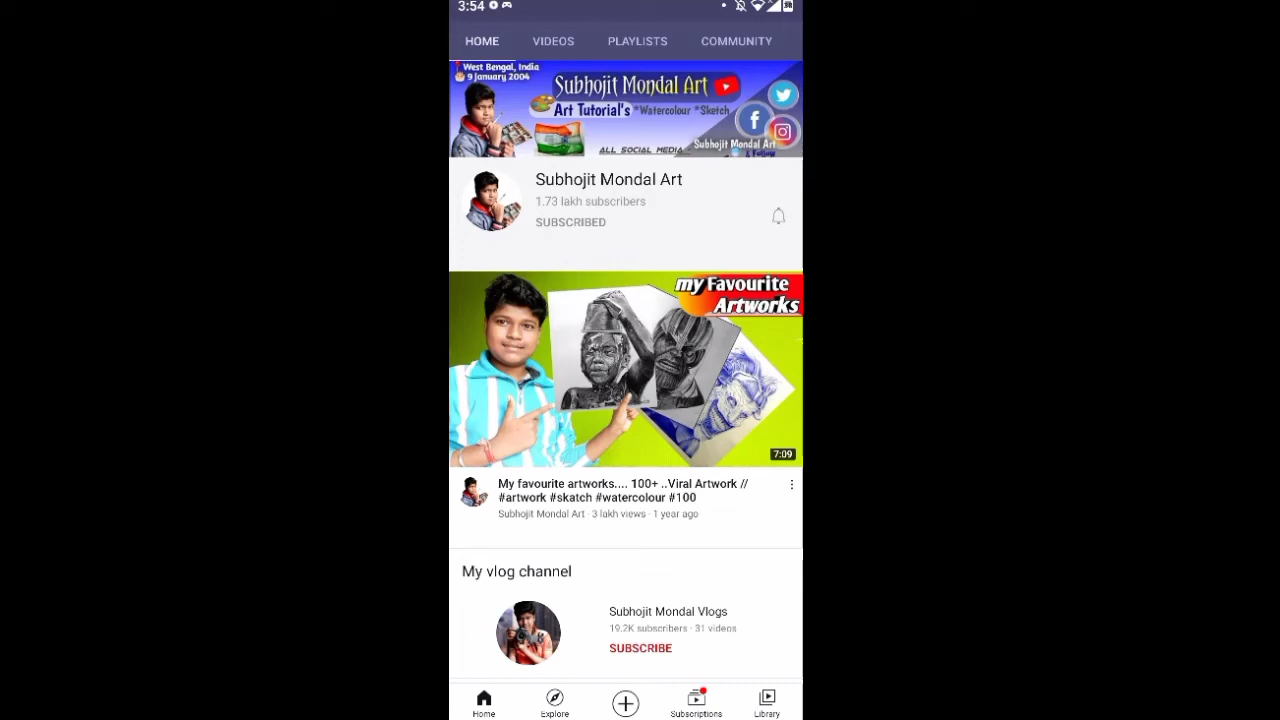 3:54
HOME VIDEOS PLAYLISTS COMMUNITY
West Bengal, India
9 January 2004
Subhojit Mondal Art
Art Tutorial's *Watercolour *Sketch
ALL SOCIAL MEDIA
Subhojit Mondal Art
& Follow
Subhojit Mondal Art
1.73 lakh subscribers
SUBSCRIBED
my Favourite
Artworks
7:09
My favourite artworks.... 100+ ..Viral Artwork //
#artwork #skatch #watercolour #100
Subhojit Mondal Art · 3 lakh views · 1 year ago
My vlog channel
Subhojit Mondal Vlogs
19.2K subscribers · 31 videos
SUBSCRIBE
Home Explore Subscriptions Library